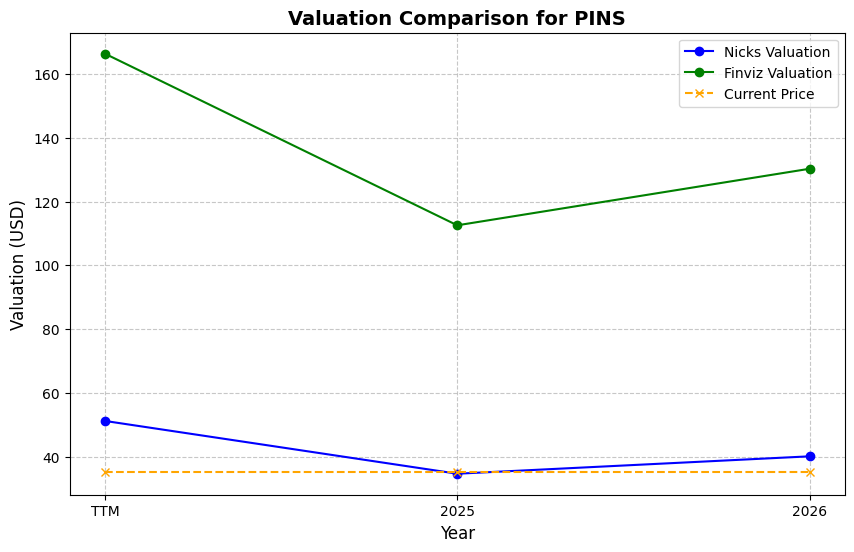 Valuation Comparison for PINS
Nicks Valuation
Finviz Valuation
Current Price
Valuation (USD)
160
140
120
100
80
60
40
TTM
2025
2026
Year